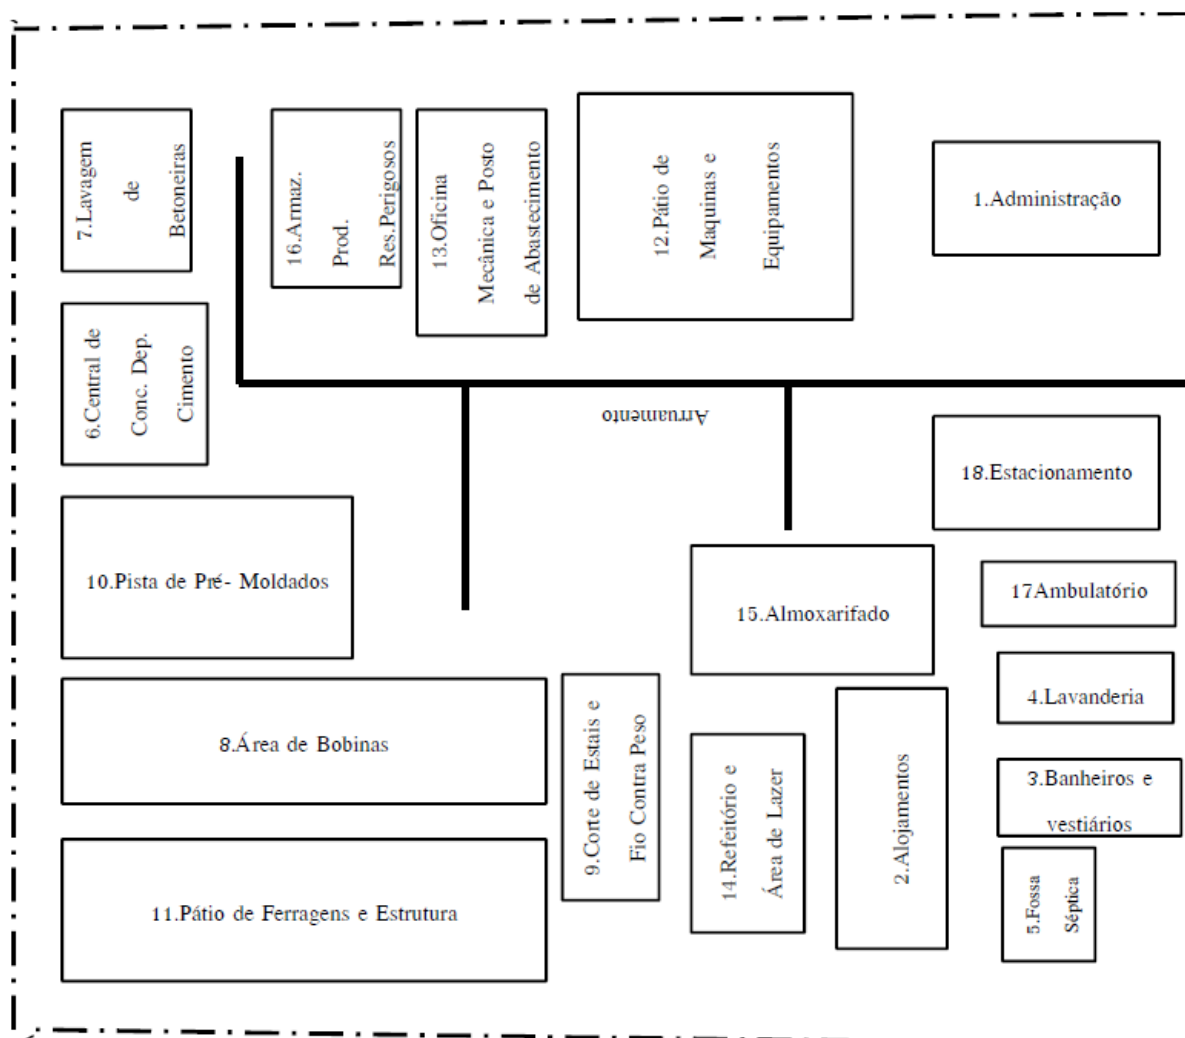 7.Lavagem
de
Betoneiras
16.Armaz.
Prod.
Res.Perigosos
13.Oficina
Mecânica e Posto
de Abastecimento
12.Pátio de
Maquinas e
Equipamentos
1.Administração
6.Central de
Conc. Dep.
Cimento
Arruamento
18.Estacionamento
10.Pista de Pré- Moldados
15.Almoxarifado
17Ambulatório
4.Lavanderia
8.Área de Bobinas
9.Corte de Estais e
Fio Contra Peso
14.Refeitório e
Área de Lazer
2.Alojamentos
3.Banheiros e
vestiários
11.Pátio de Ferragens e Estrutura
5.Fossa
Séptica